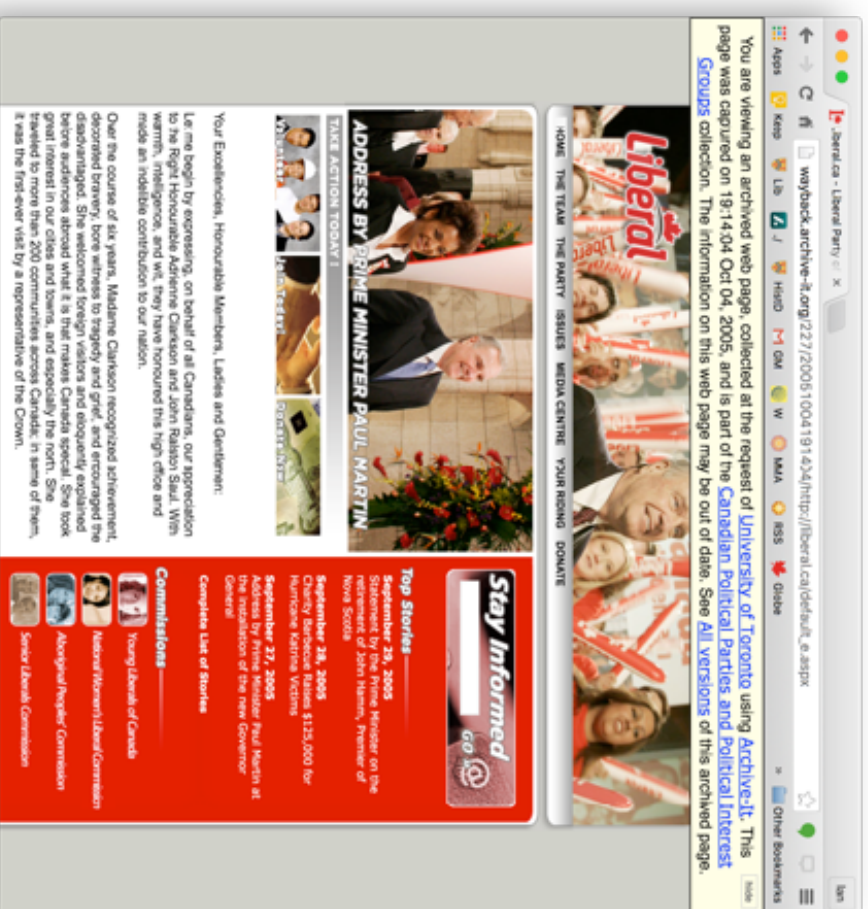 Liberal.ca - Liberal Party
Ian
wayback.archive-it.org/227/20051004191404/http://liberal.ca/default_e.aspx
Apps Keep Lib J HistD GM W MMA RSS Globe » Other Bookmarks
You are viewing an archived web page, collected at the request of University of Toronto using Archive-It. This
page was captured on 19:14:04 Oct 04, 2005, and is part of the Canadian Political Parties and Political Interest
Groups collection. The information on this web page may be out of date. See All versions of this archived page.
hide
Liberal
HOME THE TEAM THE PARTY ISSUES MEDIA CENTRE YOUR RIDING DONATE
ADDRESS BY PRIME MINISTER PAUL MARTIN
TAKE ACTION TODAY!
Volunteer Join Today! Donate Now
Your Excellencies, Honourable Members, Ladies and Gentlemen:
Let me begin by expressing, on behalf of all Canadians, our appreciation
to the Right Honourable Adrienne Clarkson and John Ralston Saul. With
warmth, intelligence, and wit, they have honoured this high office and
made an indelible contribution to our nation.
Over the course of six years, Madame Clarkson recognized achievement,
decorated bravery, bore witness to tragedy and grief, and encouraged the
disadvantaged. She welcomed foreign visitors and eloquently explained
before audiences abroad what it is that makes Canada special. She took
great interest in our cities and towns, and especially the north. She
traveled to more than 200 communities across Canada; in some of them,
it was the first-ever visit by a representative of the Crown.
Stay Informed
GO
Top Stories
September 29, 2005
Statement by the Prime Minister on the
retirement of John Hamm, Premier of
Nova Scotia
September 28, 2005
Charity Barbecue Raises $125,000 for
Hurricane Katrina Victims
September 27, 2005
Address by Prime Minister Paul Martin at
the installation of the new Governor
General
Complete List of Stories
Commissions
Young Liberals of Canada
National Women's Liberal Commission
Aboriginal Peoples' Commission
Senior Liberals Commission